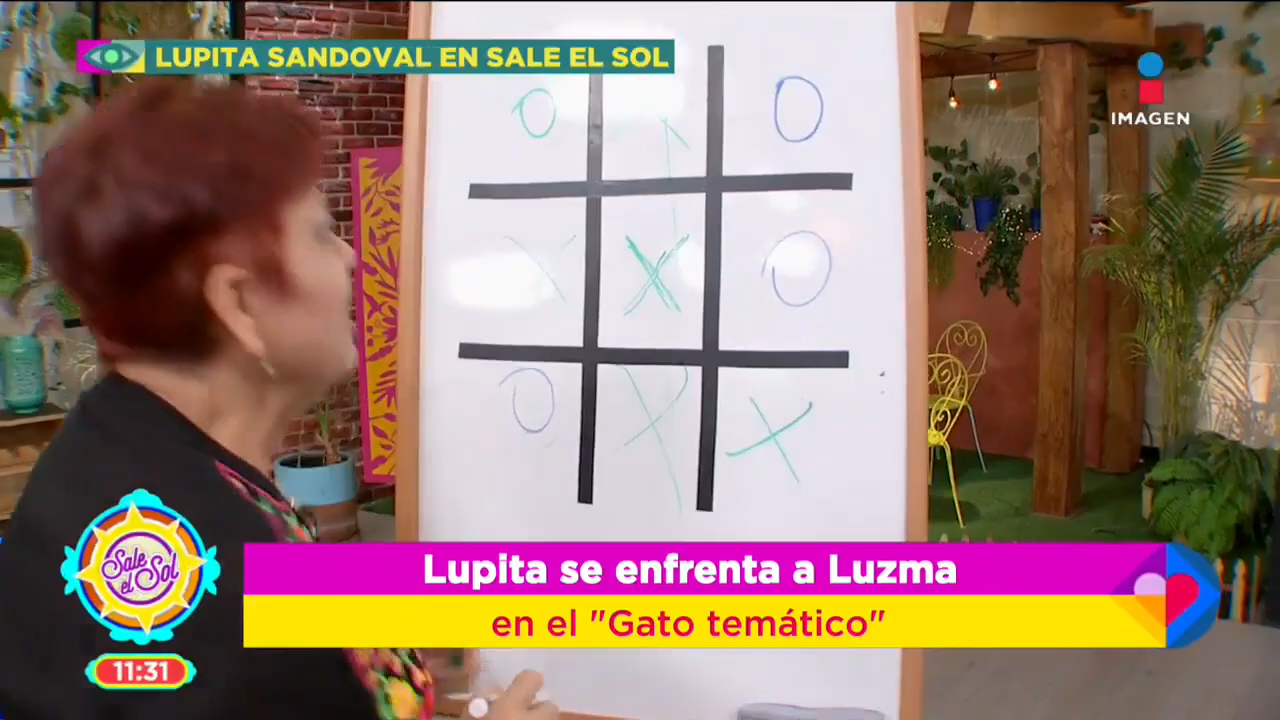 LUPITA SANDOVAL EN SALE EL SOL
IMAGEN
O O
X X O
O X X
Sale
el Sol
Lupita se enfrenta a Luzma
en el "Gato temático"
11:31